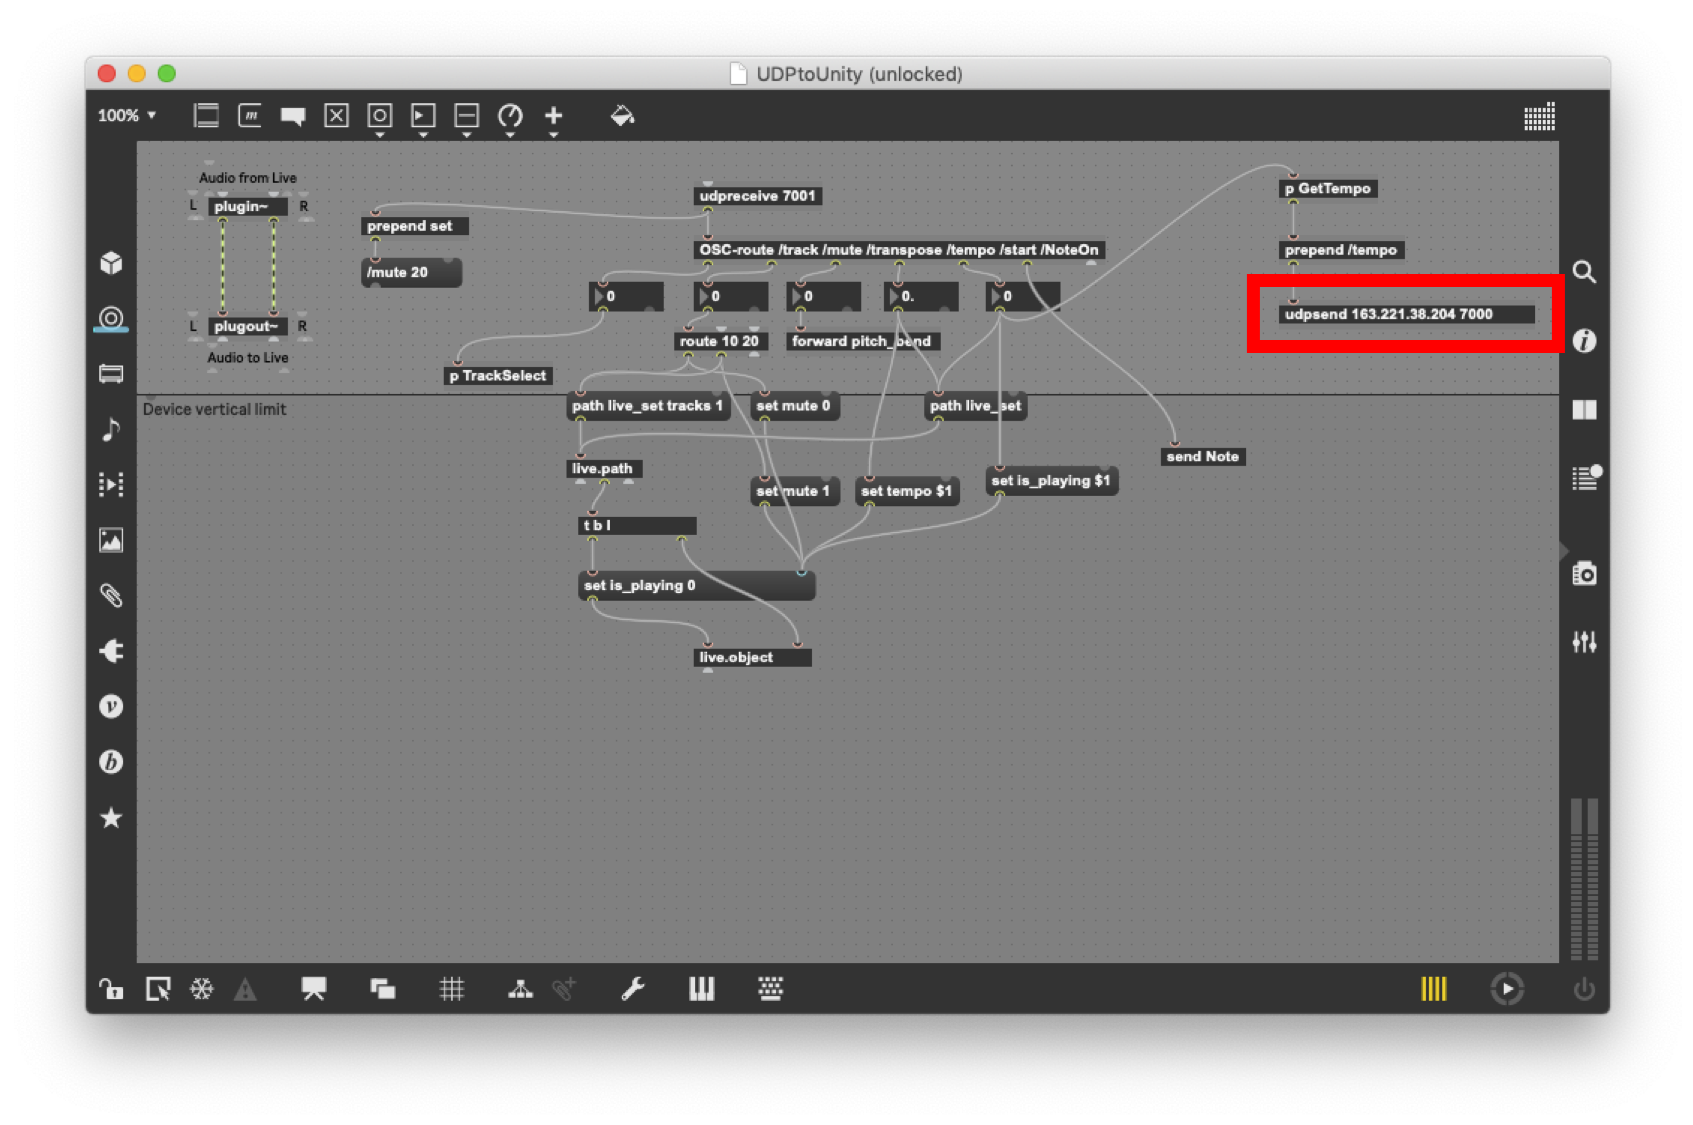 UDPtoUnity (unlocked)
100%
m
Audio from Live
L
plugin~
R
L
plugout~
R
Audio to Live
prepend set
/mute 20
udpreceive 7001
OSC-route /track /mute /transpose /tempo /start /NoteOn
0
0
0
0.
0
route 10 20
forward pitch_bend
p TrackSelect
p GetTempo
prepend /tempo
udpsend 163.221.38.204 7000
Device vertical limit
path live_set tracks 1
set mute 0
path live_set
live.path
set mute 1
set tempo $1
set is_playing $1
send Note
t b l
set is_playing 0
live.object
v
b
i